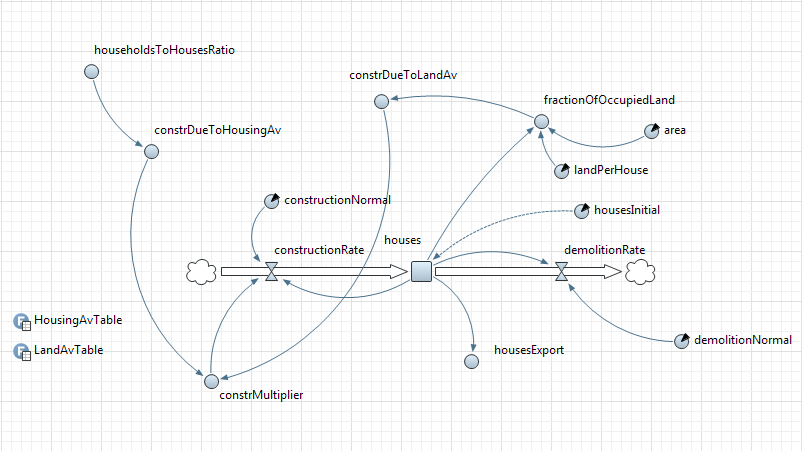 householdsToHousesRatio
constrDueToLandAv
fractionOfOccupiedLand
constrDueToHousingAv
area
landPerHouse
constructionNormal
housesInitial
houses
constructionRate
demolitionRate
HousingAvTable
demolitionNormal
LandAvTable
housesExport
constrMultiplier